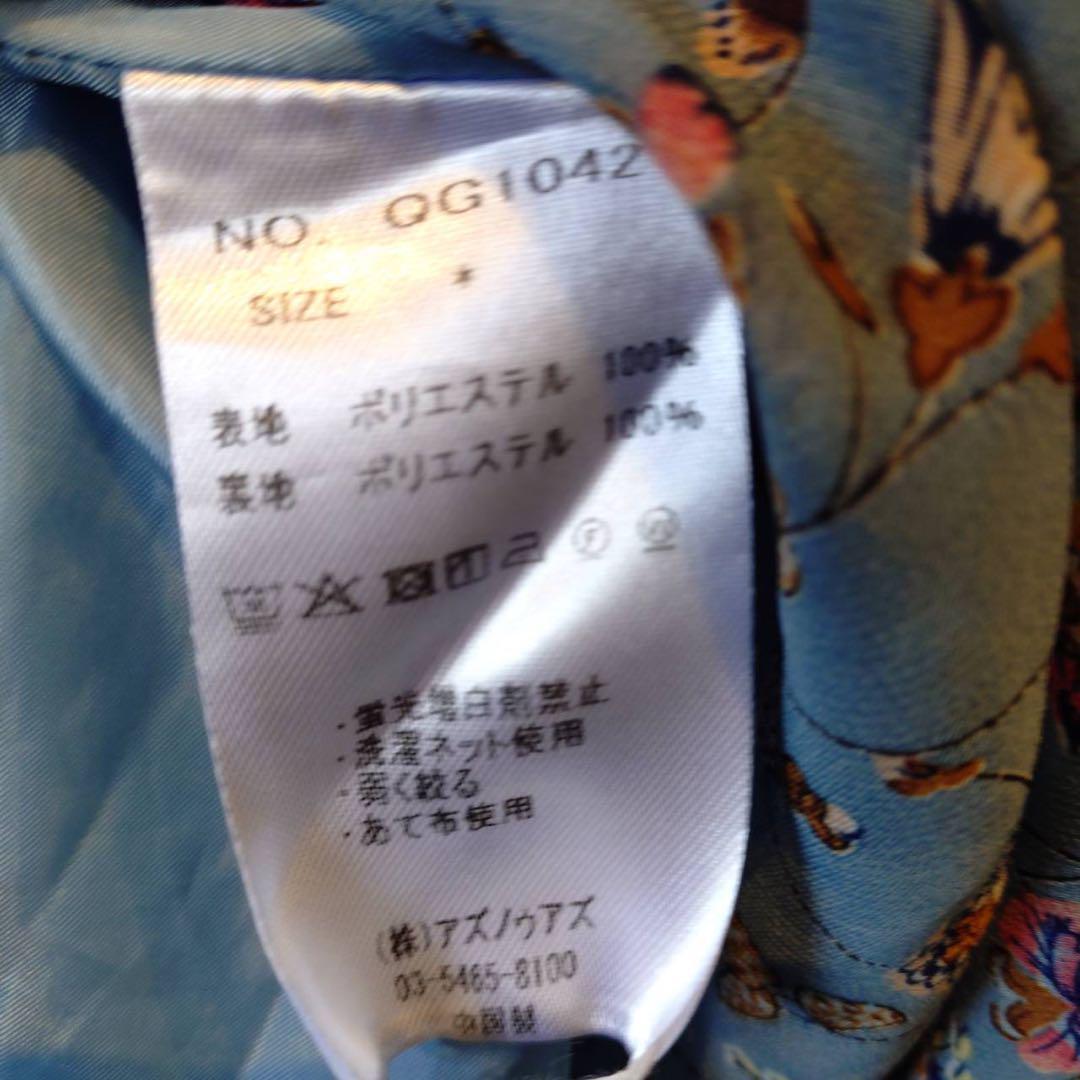 NO. QG1042
SIZE *
表地 ポリエステル 100%
裏地 ポリエステル 100%
・蛍光増白剤禁止
・洗濯ネット使用
・弱く絞る
・あて布使用
(株)アズノゥアズ
03-5465-8100
中国製